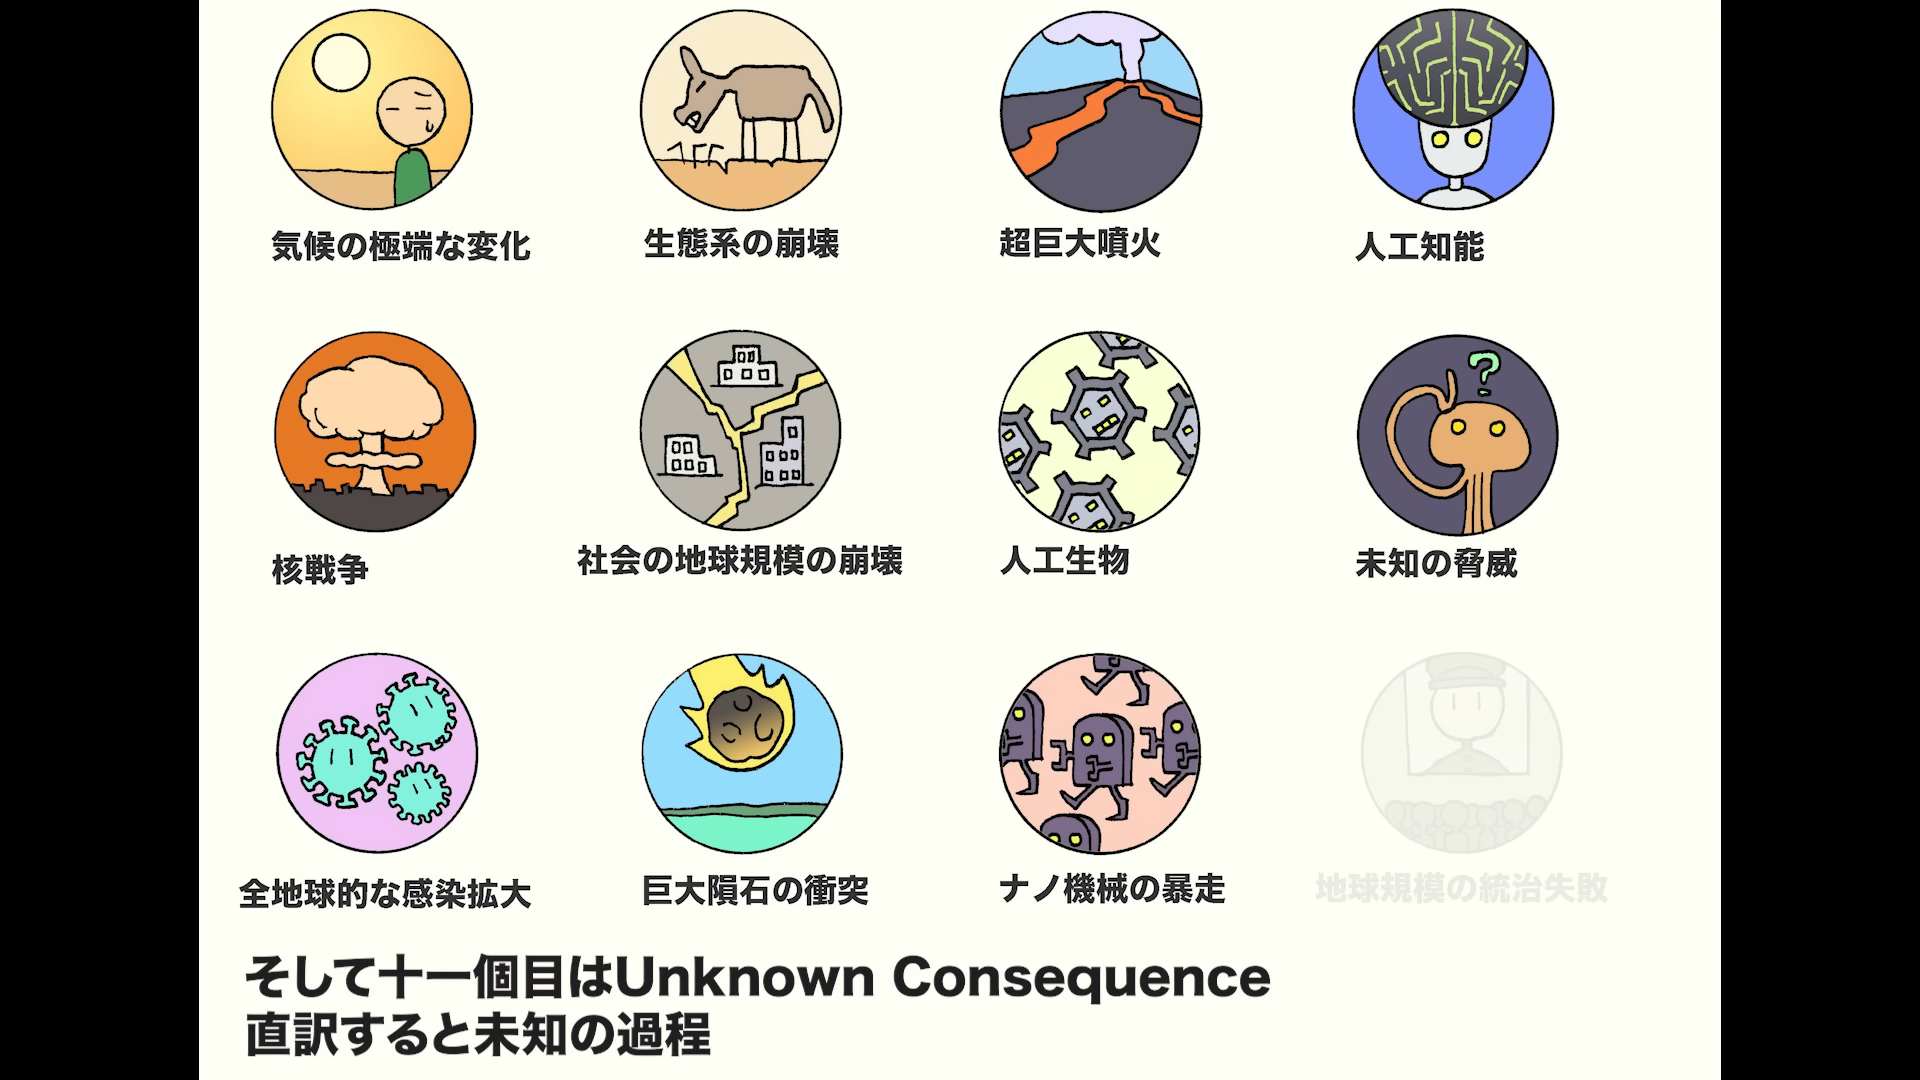 気候の極端な変化
生態系の崩壊
超巨大噴火
人工知能
核戦争
社会の地球規模の崩壊
人工生物
?
未知の脅威
全地球的な感染拡大
巨大隕石の衝突
ナノ機械の暴走
地球規模の統治失敗
そして十一個目はUnknown Consequence
直訳すると未知の過程